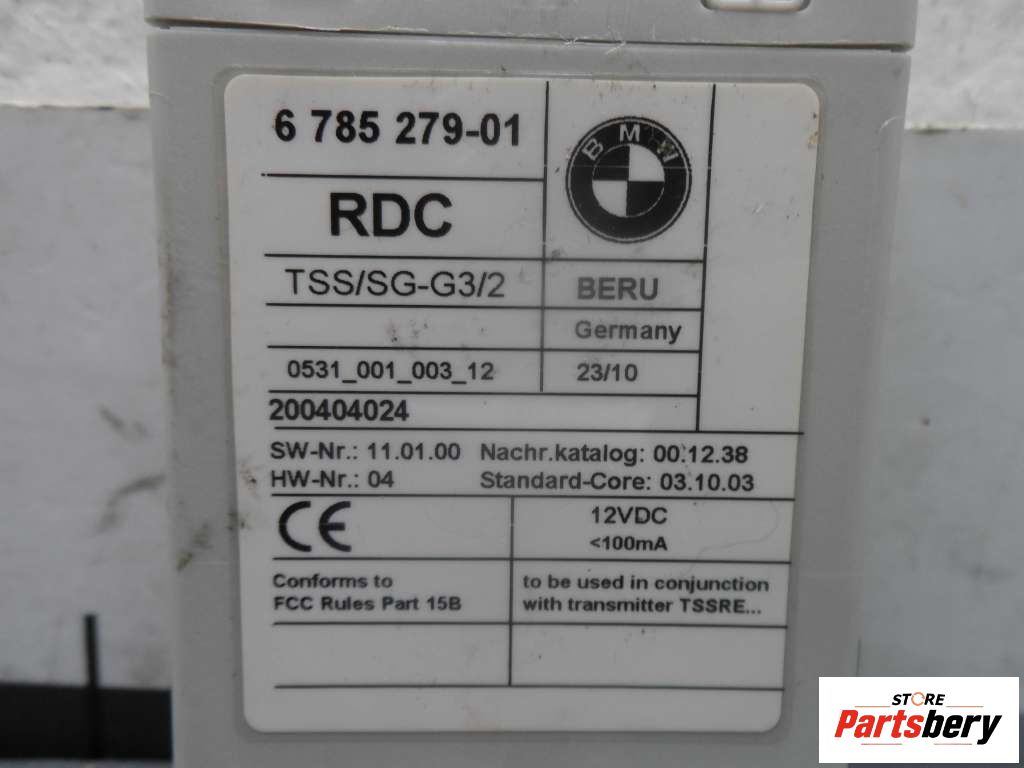 6 785 279-01
BMW
RDC
TSS/SG-G3/2
BERU
Germany
0531_001_003_12
23/10
200404024
SW-Nr.: 11.01.00 Nachr.katalog: 00.12.38
HW-Nr.: 04 Standard-Core: 03.10.03
CE
12VDC
<100mA
Conforms to
FCC Rules Part 15B
to be used in conjunction
with transmitter TSSRE...
STORE
Partsbery